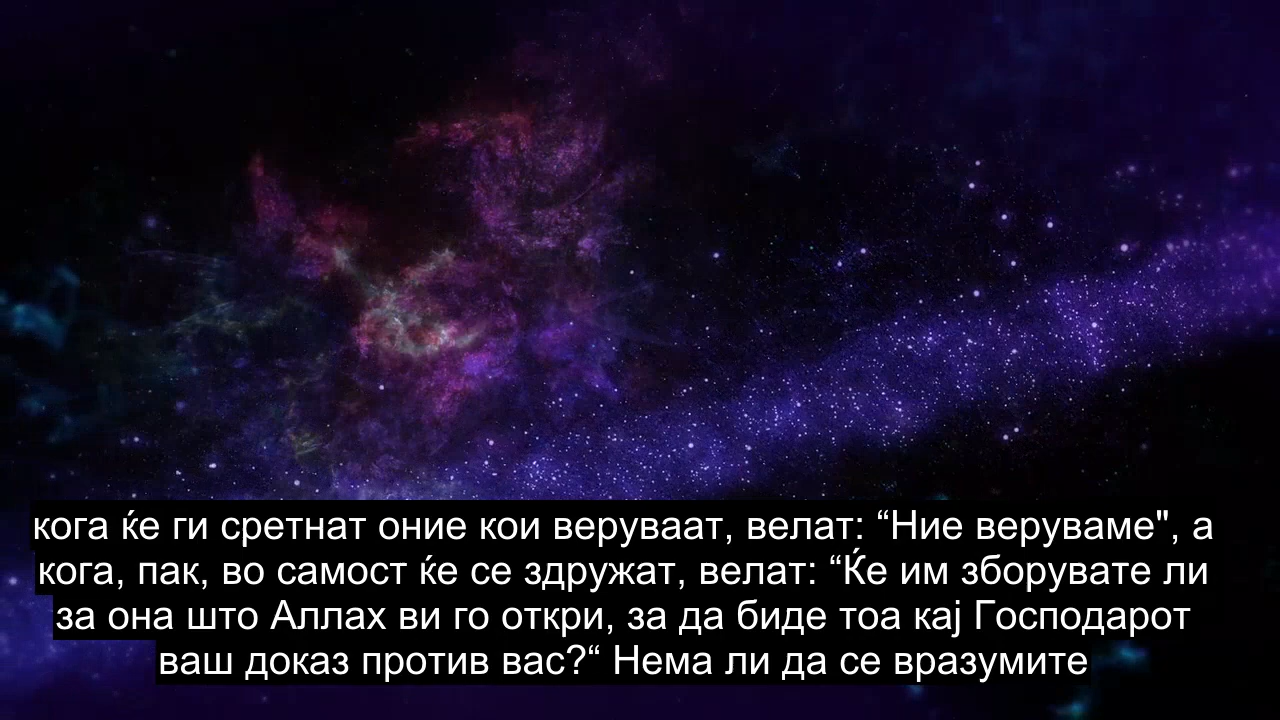 кога ќе ги сретнат оние кои веруваат, велат: “Ние веруваме", а
кога, пак, во самост ќе се здружат, велат: “Ќе им зборувате ли
за она што Аллах ви го откри, за да биде тоа кај Господарот
ваш доказ против вас?“ Нема ли да се вразумите